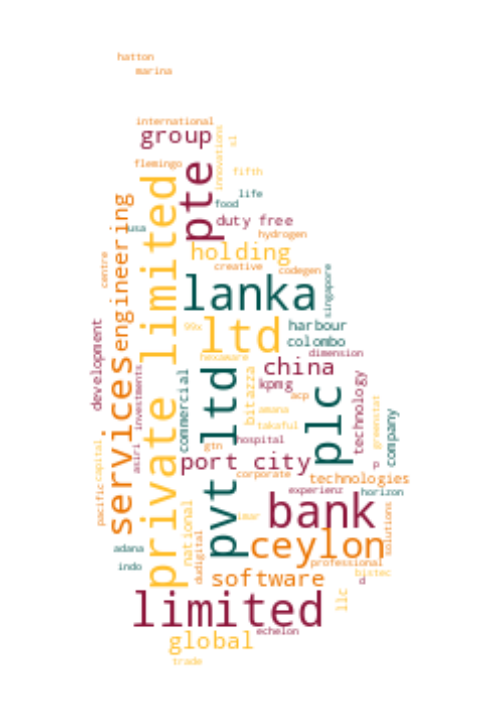 hatton
marina
international
group
innovations
sl
flemingo
fifth
pte
private limited
life
food
usa
duty free
engineering
hydrogen
holding
centre
creative
codegen
singapore
lanka
99x
ltd
harbour
colombo
development
dimension
hexaware
china
services
investments
commercial
pvt ltd
bitazza
kpmg
plc
technology
acp
amana
greenstat
company
takaful
hospital
asiri
gtn
port city
p
capital
pacific
corporate
technologies
experienz
horizon
bank
solutions
imar
national
dudigital
ceylon
adana
indo
professional
software
bistec
d
limited
llc
global
echelon
trade